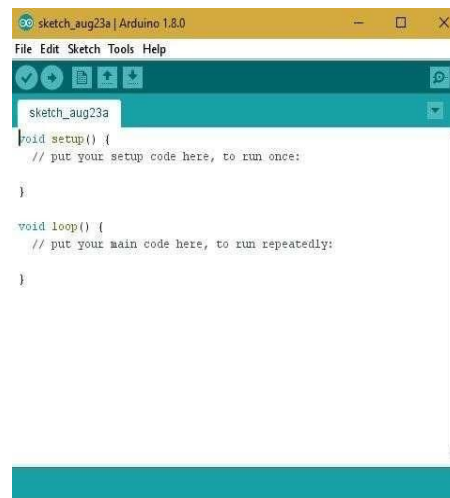 sketch_aug23a | Arduino 1.8.0
File Edit Sketch Tools Help
sketch_aug23a
void setup() {
  // put your setup code here, to run once:

}

void loop() {
  // put your main code here, to run repeatedly:

}